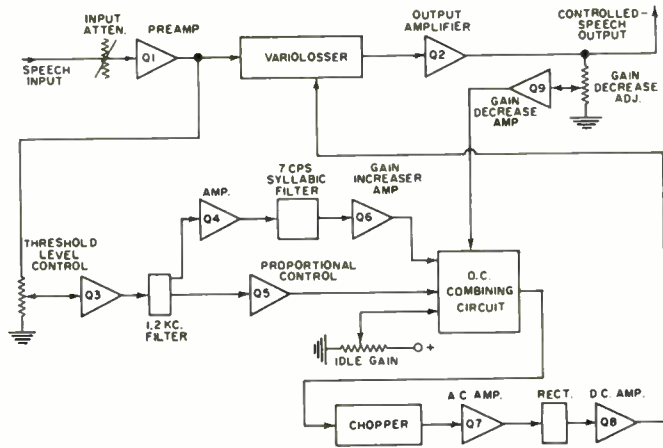 INPUT
ATTEN.
PREAMP
Q1
SPEECH
INPUT
VARIOLOSSER
OUTPUT
AMPLIFIER
Q2
CONTROLLED-
SPEECH
OUTPUT
Q9
GAIN
DECREASE
AMP
GAIN
DECREASE
ADJ.
THRESHOLD
LEVEL
CONTROL
Q3
1.2 KC.
FILTER
AMP.
Q4
7 CPS
SYLLABIC
FILTER
GAIN
INCREASER
AMP
Q6
PROPORTIONAL
CONTROL
Q5
D.C.
COMBINING
CIRCUIT
IDLE GAIN
+
CHOPPER
A.C. AMP.
Q7
RECT.
D.C. AMP.
Q8